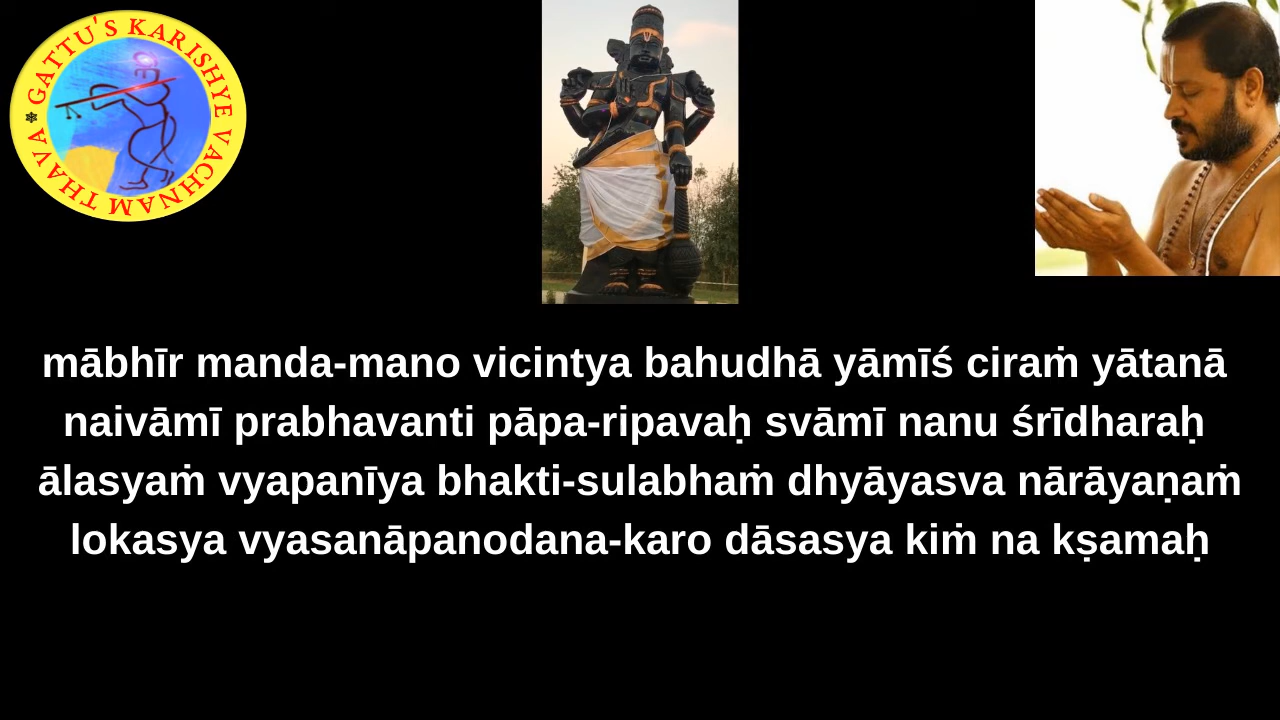 GATTU'S KARISHYE VACHNAM THAVA
mābhīr manda-mano vicintya bahudhā yāmīś ciraṁ yātanā
naivāmī prabhavanti pāpa-ripavaḥ svāmī nanu śrīdharaḥ
ālasyaṁ vyapanīya bhakti-sulabhaṁ dhyāyasva nārāyaṇaṁ
lokasya vyasanāpanodana-karo dāsasya kiṁ na kṣamaḥ